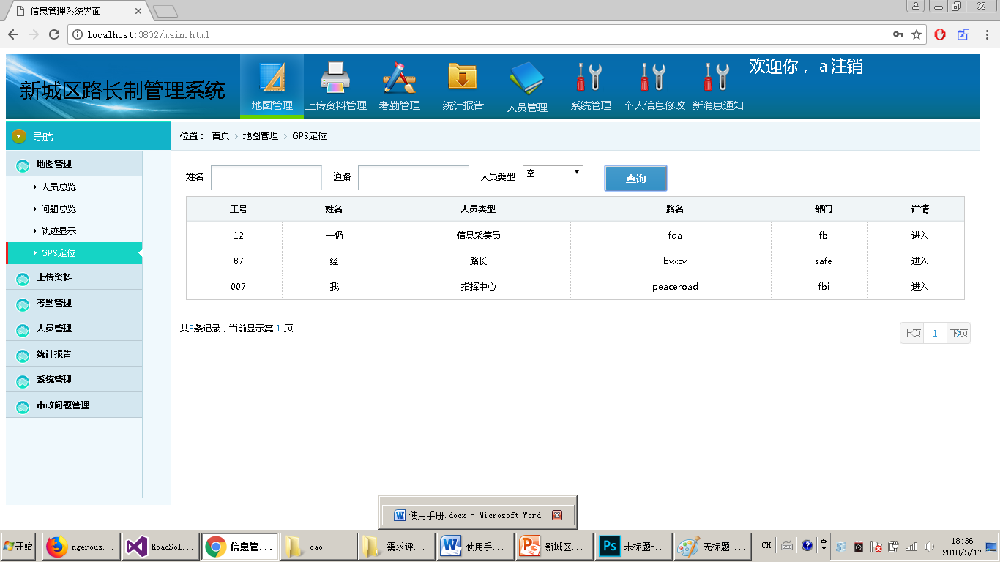 信息管理系统界面
localhost:3802/main.html
新城区路长制管理系统
地图管理 上传资料管理 考勤管理 统计报告 人员管理 系统管理 个人信息修改 新消息通知
欢迎你，a注销
导航
位置： 首页 › 地图管理 › GPS定位
地图管理
人员总览
问题总览
轨迹显示
GPS定位
上传资料
考勤管理
人员管理
统计报告
系统管理
市政问题管理
姓名 道路 人员类型 空 查询
工号 姓名 人员类型 路名 部门 详情
12 一仍 信息采集员 fda fb 进入
87 经 路长 bvxcv safe 进入
007 我 指挥中心 peaceroad fbi 进入
共3条记录，当前显示第 1 页
上页 1 下页
使用手册.docx - Microsoft Word
开始 ngerous... RoadSol... 信息管... cao 需求评... 使用手... 新城区... 未标题-... 无标题 ... CH
18:36
2018/5/17